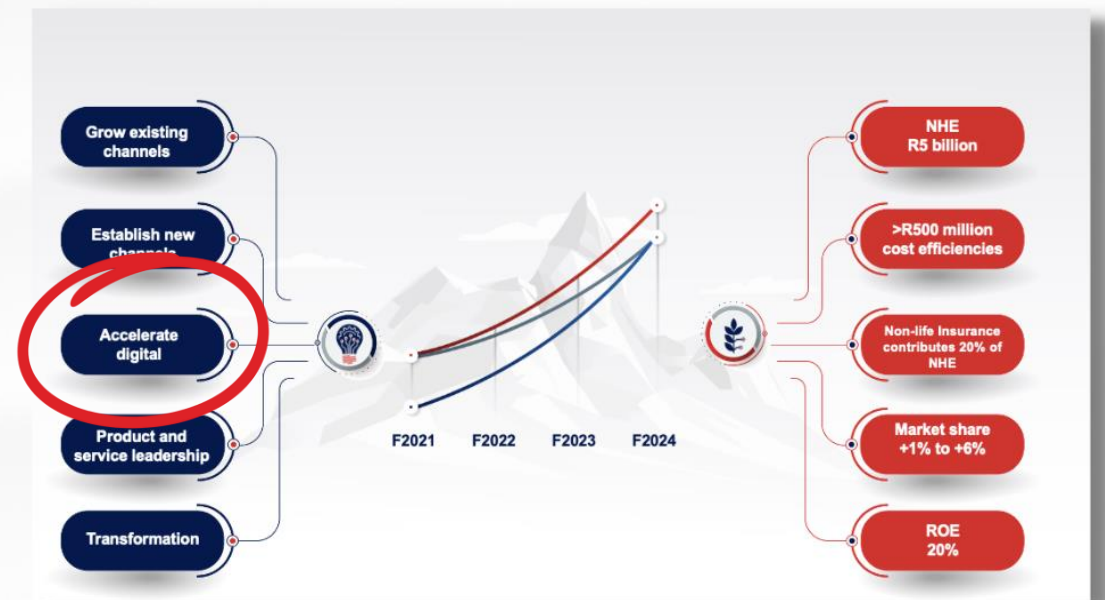 Grow existing
channels
Establish new
channels
Accelerate
digital
Product and
service leadership
Transformation
F2021 F2022 F2023 F2024
NHE
R5 billion
>R500 million
cost efficiencies
Non-life Insurance
contributes 20% of
NHE
Market share
+1% to +6%
ROE
20%